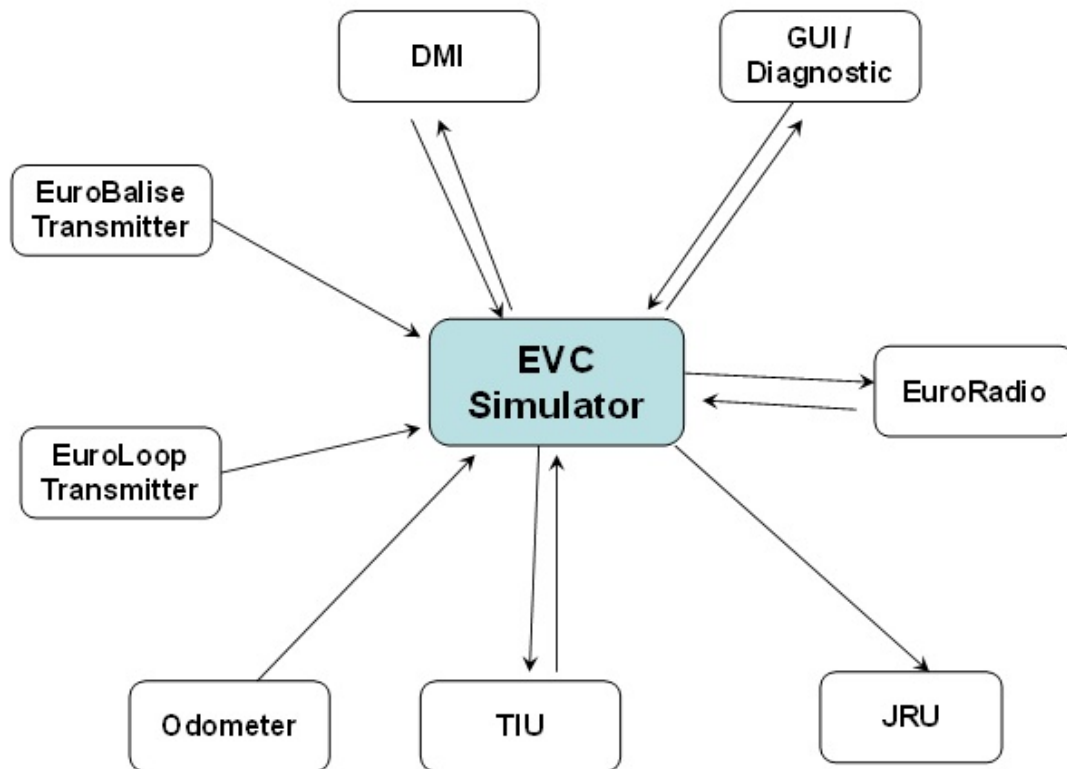 DMI
GUI /
Diagnostic
EuroBalise
Transmitter
EVC
Simulator
EuroRadio
EuroLoop
Transmitter
Odometer
TIU
JRU